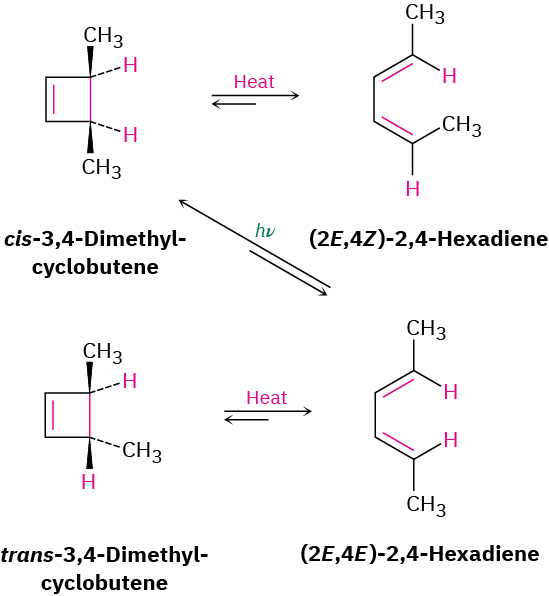 CH₃
CH₃
H
Heat
H
CH₃
H
CH₃
H
cis-3,4-Dimethyl-
cyclobutene
hν
(2E,4Z)-2,4-Hexadiene
CH₃
CH₃
H
Heat
H
H
CH₃
H
CH₃
trans-3,4-Dimethyl-
cyclobutene
(2E,4E)-2,4-Hexadiene